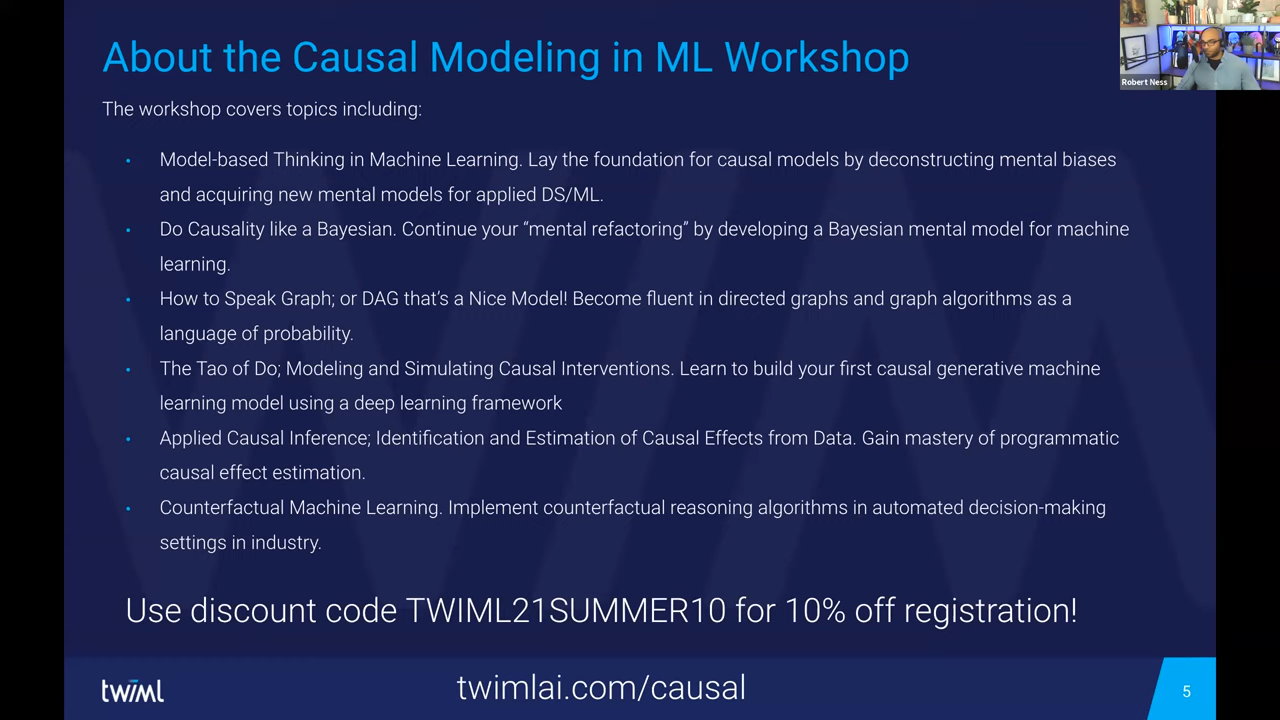 About the Causal Modeling in ML Workshop
Robert Ness
The workshop covers topics including:
• Model-based Thinking in Machine Learning. Lay the foundation for causal models by deconstructing mental biases
and acquiring new mental models for applied DS/ML.
• Do Causality like a Bayesian. Continue your “mental refactoring” by developing a Bayesian mental model for machine
learning.
• How to Speak Graph; or DAG that’s a Nice Model! Become fluent in directed graphs and graph algorithms as a
language of probability.
• The Tao of Do; Modeling and Simulating Causal Interventions. Learn to build your first causal generative machine
learning model using a deep learning framework
• Applied Causal Inference; Identification and Estimation of Causal Effects from Data. Gain mastery of programmatic
causal effect estimation.
• Counterfactual Machine Learning. Implement counterfactual reasoning algorithms in automated decision-making
settings in industry.
Use discount code TWIML21SUMMER10 for 10% off registration!
twiml
twimlai.com/causal
5